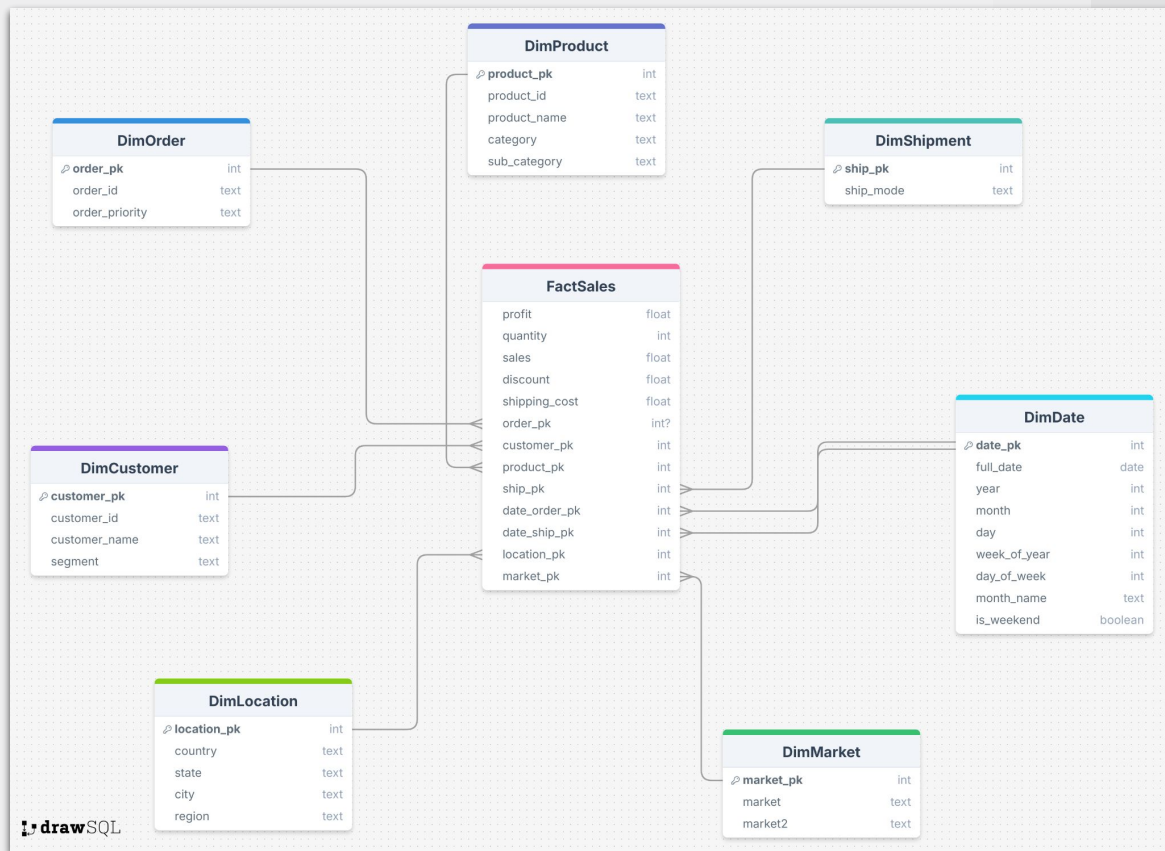 DimProduct
product_pk int
product_id text
product_name text
category text
sub_category text
DimOrder
order_pk int
order_id text
order_priority text
DimShipment
ship_pk int
ship_mode text
FactSales
profit float
quantity int
sales float
discount float
shipping_cost float
order_pk int?
customer_pk int
product_pk int
ship_pk int
date_order_pk int
date_ship_pk int
location_pk int
market_pk int
DimDate
date_pk int
full_date date
year int
month int
day int
week_of_year int
day_of_week int
month_name text
is_weekend boolean
DimCustomer
customer_pk int
customer_id text
customer_name text
segment text
DimLocation
location_pk int
country text
state text
city text
region text
DimMarket
market_pk int
market text
market2 text
drawSQL